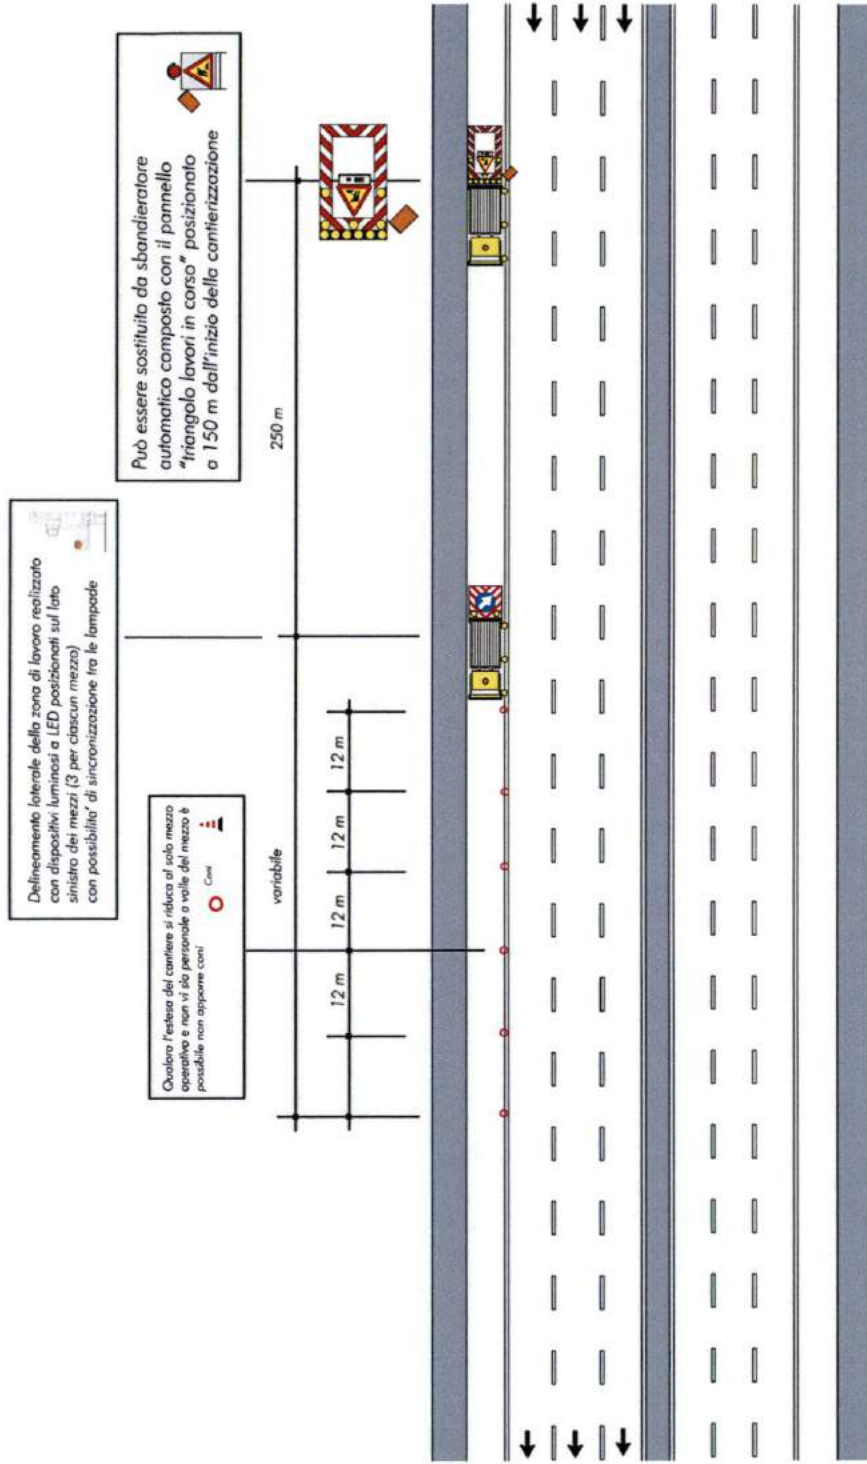 Delineamento laterale della zona di lavoro realizzato
con dispositivi luminosi a LED posizionati sul lato
sinistro dei mezzi (3 per ciascun mezzo)
con possibilita' di sincronizzazione tra le lampade
Può essere sostituito da sbandieratore
automatico composto con il pannello
"triangolo lavori in corso" posizionato
a 150 m dall'inizio della cantierizzazione
Qualora l'estesa del cantiere si riduca al solo mezzo
operativo e non vi sia personale a valle del mezzo è
possibile non apporre coni
Coni
variabile
250 m
12 m
12 m
12 m
12 m